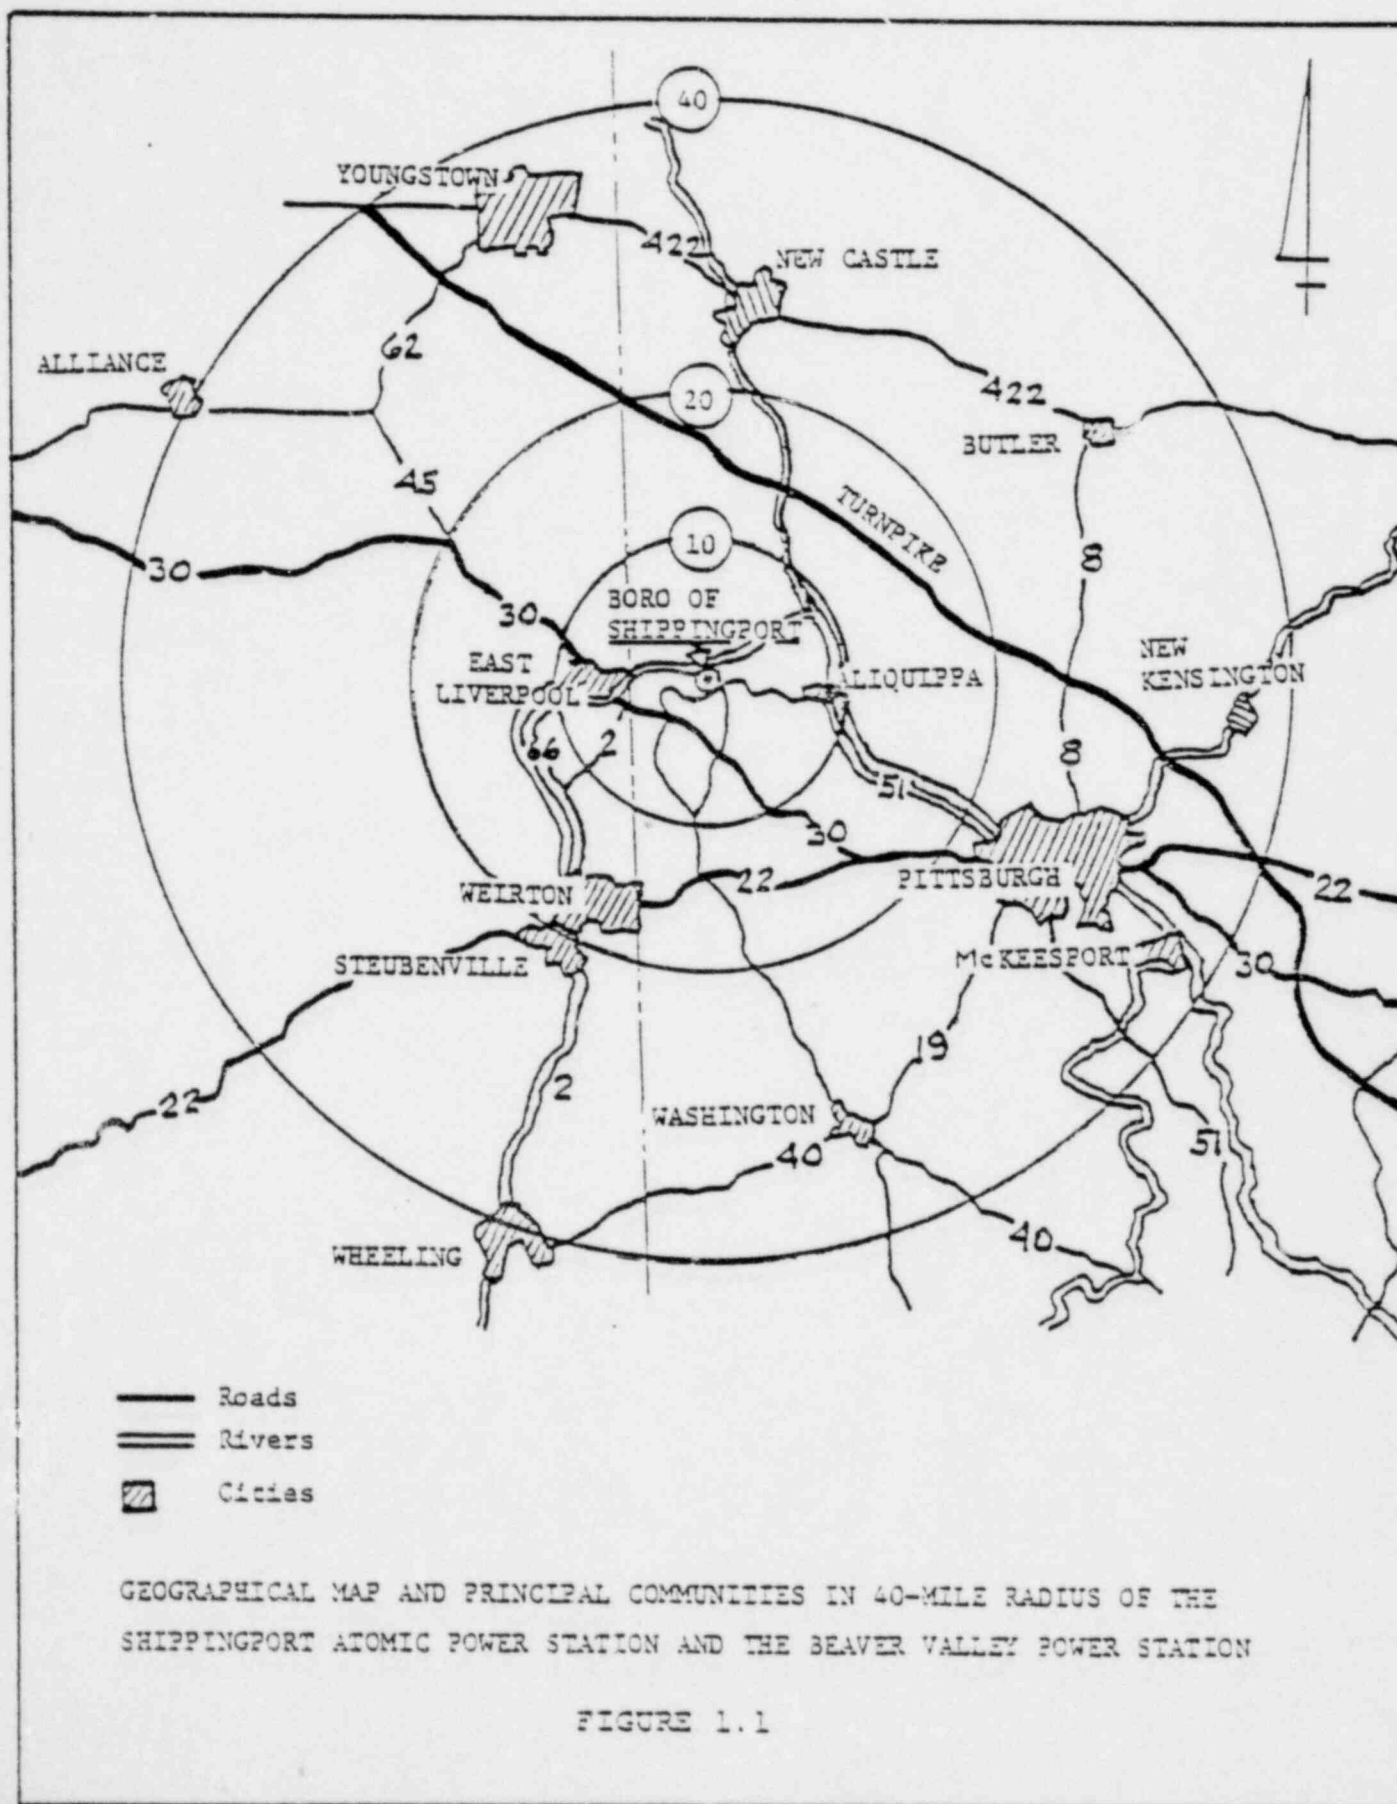 40
YOUNGSTOWN
422
NEW CASTLE
62
ALLIANCE
20
422
BUTLER
45
TURNPIKE
10
8
30
30
BORO OF
SHIPPINGPORT
EAST
LIVERPOOL
ALIQUIPPA
NEW
KENSINGTON
66
2
8
51
30
22
PITTSBURGH
22
WEIRTON
STEUBENVILLE
McKEESPORT
30
19
2
22
WASHINGTON
40
51
40
WHEELING
Roads
Rivers
Cities
GEOGRAPHICAL MAP AND PRINCIPAL COMMUNITIES IN 40-MILE RADIUS OF THE
SHIPPINGPORT ATOMIC POWER STATION AND THE BEAVER VALLEY POWER STATION
FIGURE 1.1